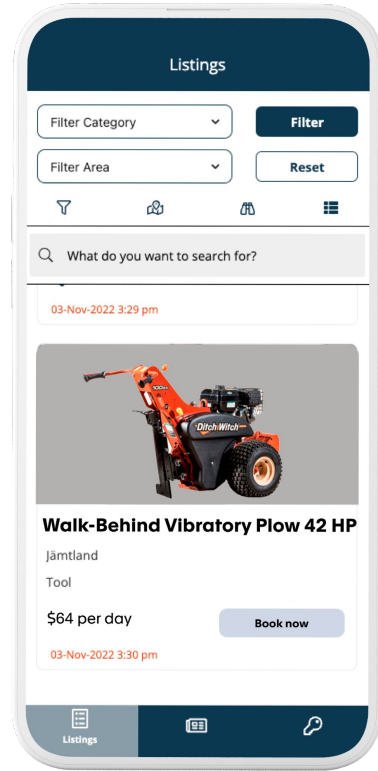 Listings
Filter Category
Filter
Filter Area
Reset
What do you want to search for?
03-Nov-2022 3:29 pm
Ditch Witch
Walk-Behind Vibratory Plow 42 HP
Jämtland
Tool
$64 per day
Book now
03-Nov-2022 3:30 pm
Listings